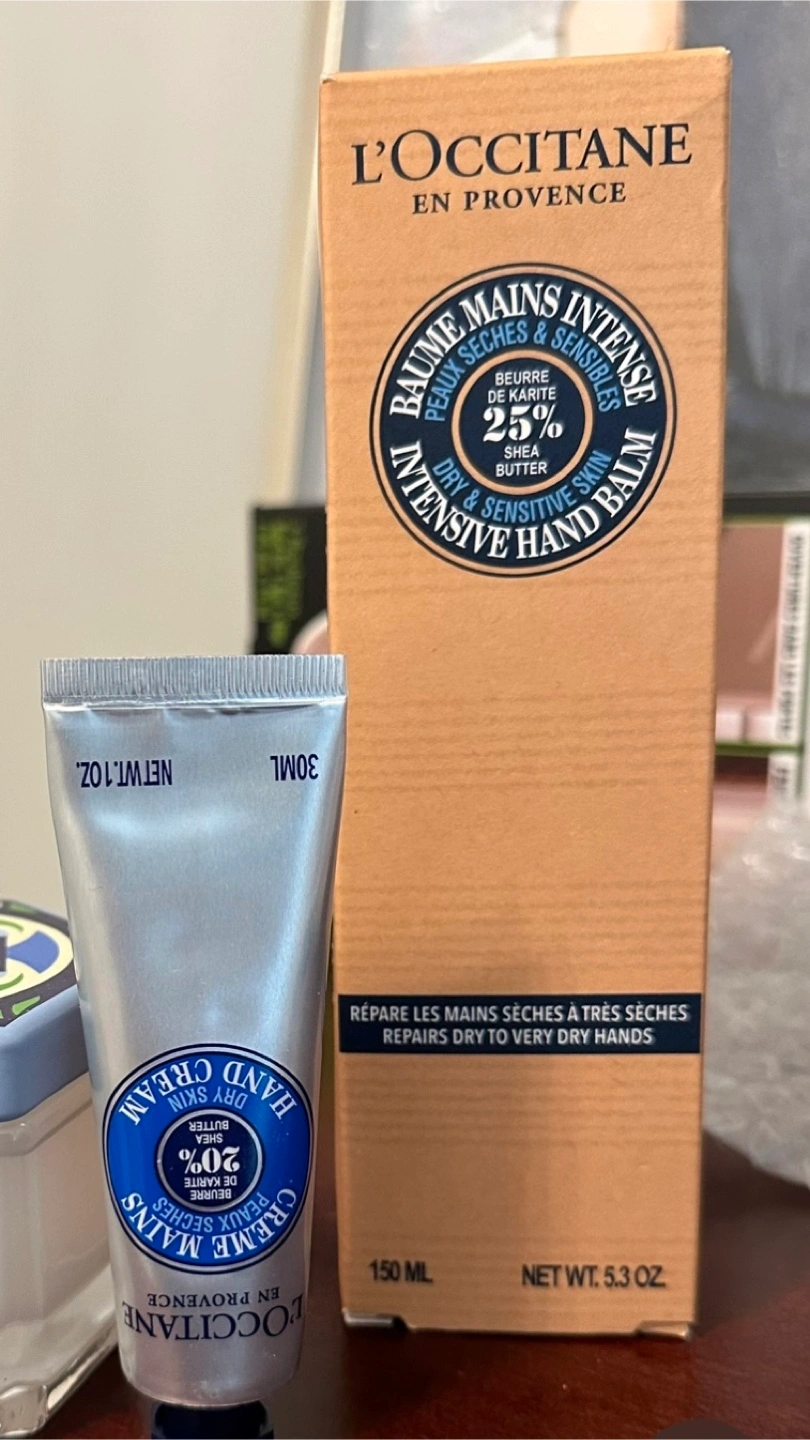 L'OCCITANE
EN PROVENCE
BAUME MAINS INTENSE
PEAUX SÈCHES & SENSIBLES
BEURRE
DE KARITE
25%
SHEA
BUTTER
DRY & SENSITIVE SKIN
INTENSIVE HAND BALM
RÉPARE LES MAINS SÈCHES À TRÈS SÈCHES
REPAIRS DRY TO VERY DRY HANDS
150 ML NET WT. 5.3 OZ.
L'OCCITANE
EN PROVENCE
CREME MAINS
PEAUX SECHES
BEURRE
DE KARITE
20%
SHEA
BUTTER
DRY SKIN
HAND CREAM
30ML NET WT. 1 OZ.